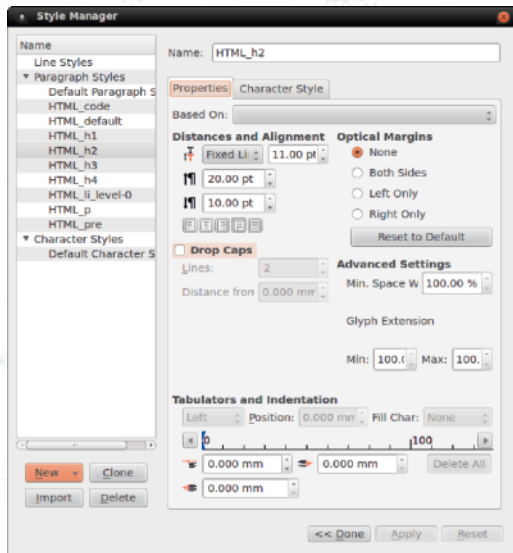 Style Manager
Name
Line Styles
Paragraph Styles
Default Paragraph S
HTML_code
HTML_default
HTML_h1
HTML_h2
HTML_h3
HTML_h4
HTML_li_level-0
HTML_p
HTML_pre
Character Styles
Default Character S
New
Clone
Import
Delete
Name: HTML_h2
Properties Character Style
Based On:
Distances and Alignment
Fixed Li 11.00 pt
20.00 pt
10.00 pt
Drop Caps
Lines: 2
Distance fron 0.000 mm
Optical Margins
None
Both Sides
Left Only
Right Only
Reset to Default
Advanced Settings
Min. Space W 100.00 %
Glyph Extension
Min: 100.( Max: 100.
Tabulators and Indentation
Left Position: 0.000 mm Fill Char: None
0 100
0.000 mm 0.000 mm Delete All
0.000 mm
<< Done Apply Reset